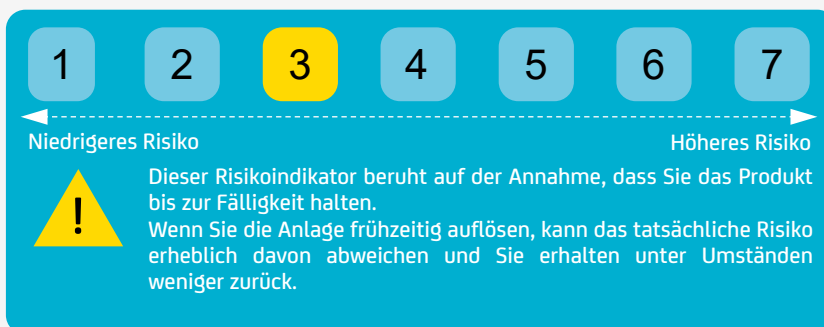 1 2 3 4 5 6 7
Niedrigeres Risiko Höheres Risiko
!
Dieser Risikoindikator beruht auf der Annahme, dass Sie das Produkt
bis zur Fälligkeit halten.
Wenn Sie die Anlage frühzeitig auflösen, kann das tatsächliche Risiko
erheblich davon abweichen und Sie erhalten unter Umständen
weniger zurück.